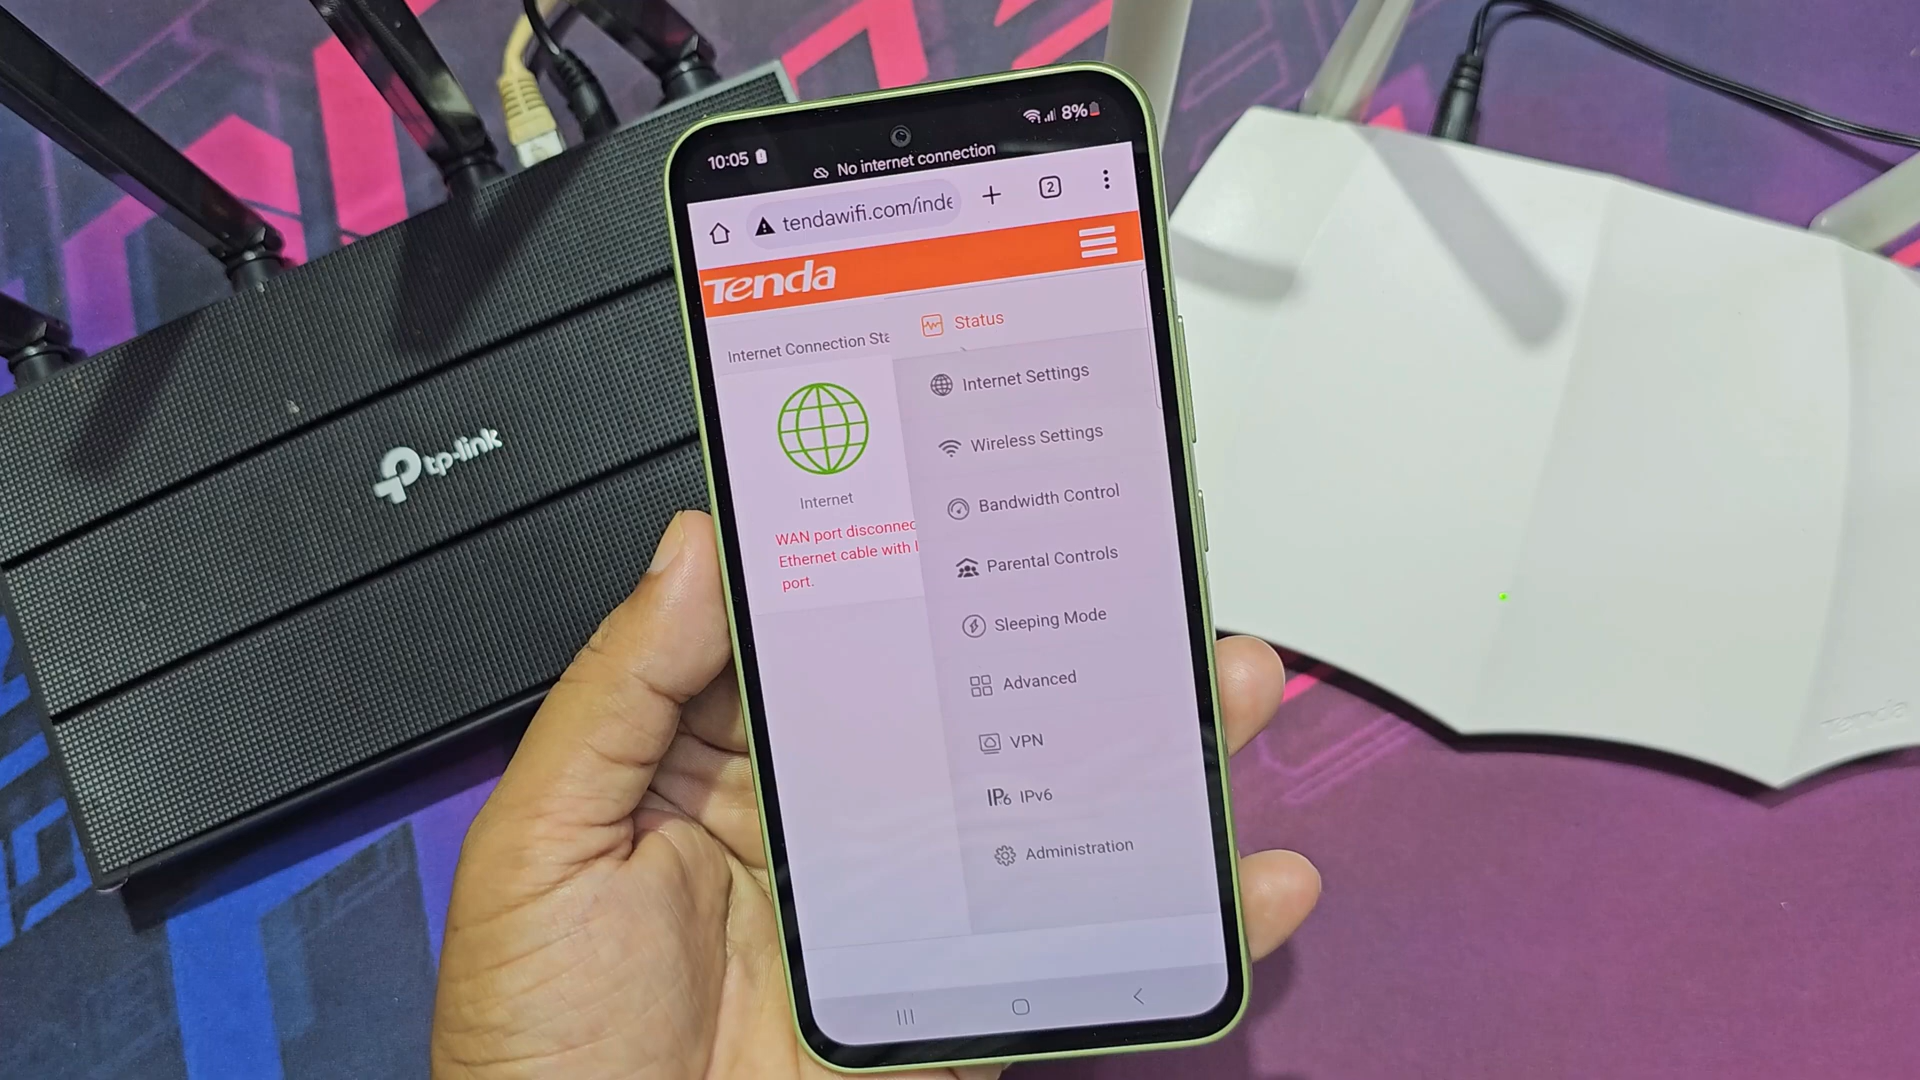 10:05
8%
No internet connection
tendawifi.com/inde
2
Tenda
Internet Connection Sta
Status
Internet Settings
Wireless Settings
Bandwidth Control
Parental Controls
Sleeping Mode
Advanced
VPN
IPv6 IPv6
Administration
Internet
WAN port disconnec
Ethernet cable with I
port.
tp-link
Tenda